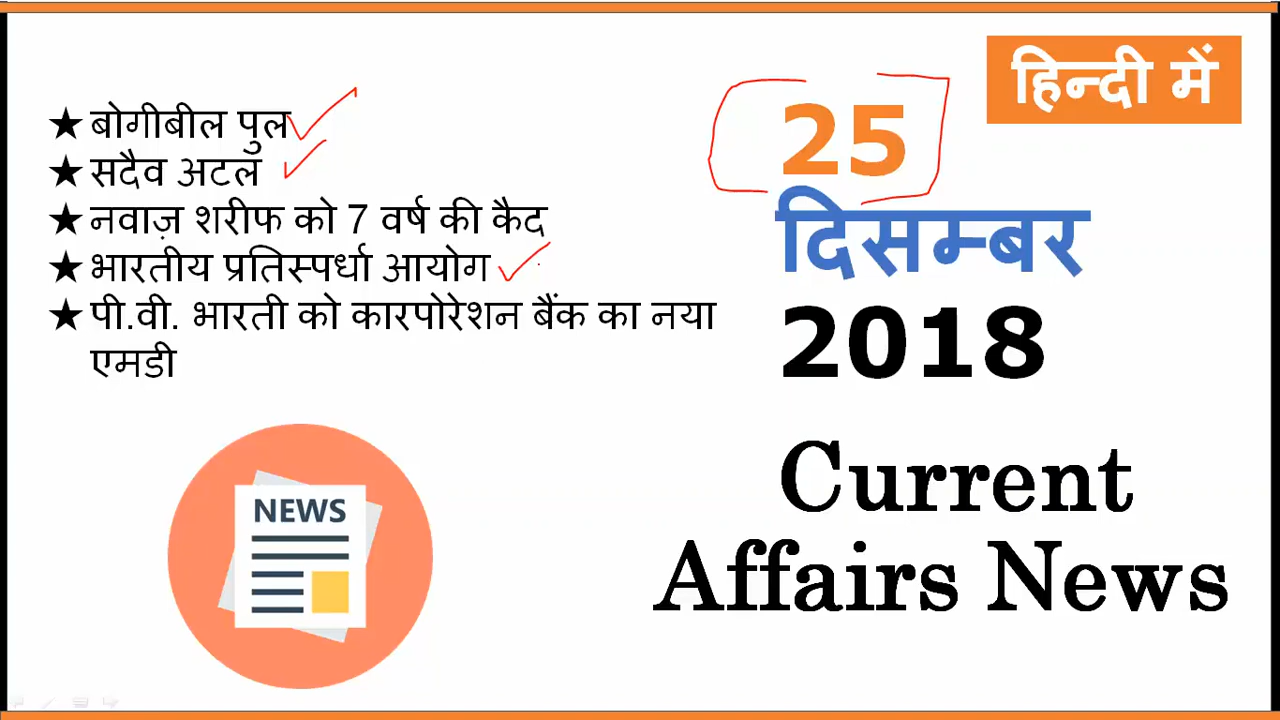 ★बोगीबील पुल
★सदैव अटल
★नवाज़ शरीफ को 7 वर्ष की कैद
★भारतीय प्रतिस्पर्धा आयोग
★पी.वी. भारती को कारपोरेशन बैंक का नया
एमडी
NEWS
हिन्दी में
25
दिसम्बर
2018
Current
Affairs News